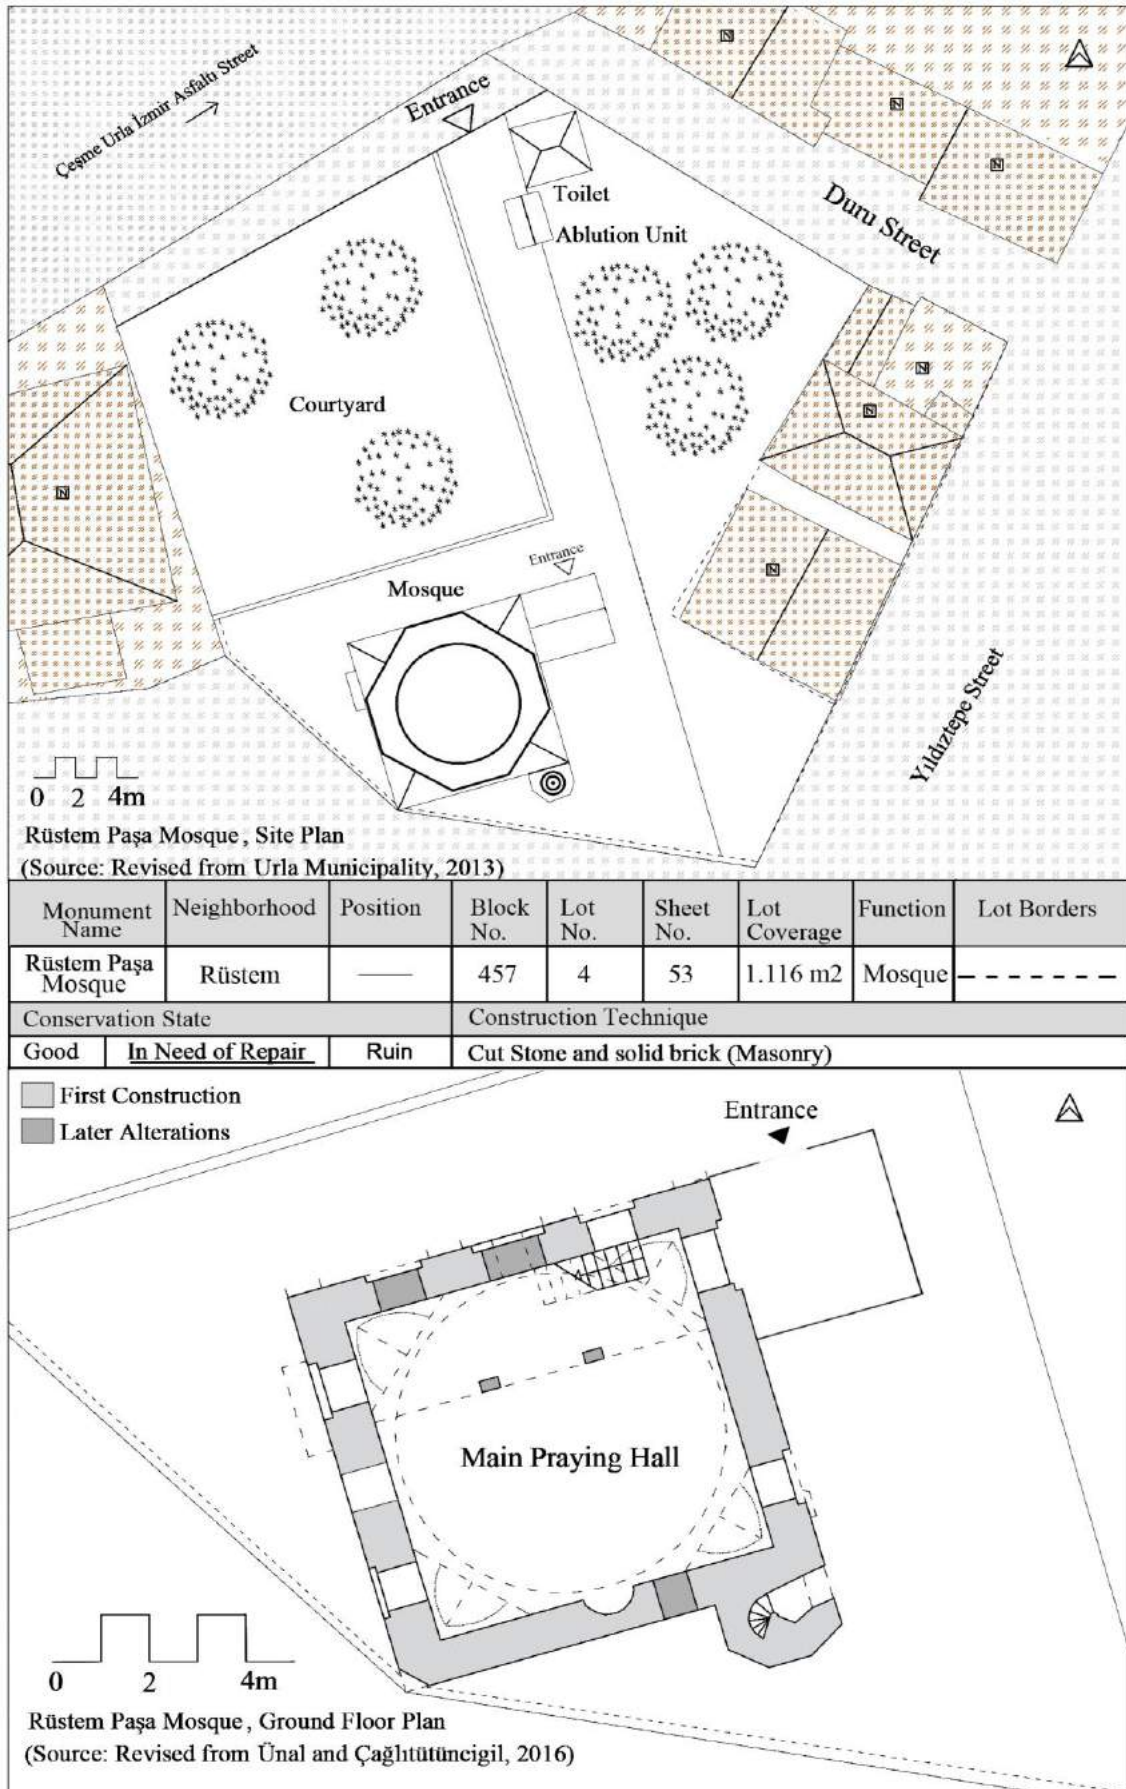 Çeşme Urla İzmir Asfaltı Street
Entrance
Toilet
Ablution Unit
Duru Street
Courtyard
Entrance
Mosque
Yıldıztepe Street
N
N
N
N
N
N
N
0 2 4m
Rüstem Paşa Mosque, Site Plan
(Source: Revised from Urla Municipality, 2013)
Monument Name Neighborhood Position Block No. Lot No. Sheet No. Lot Coverage Function Lot Borders
Rüstem Paşa Mosque Rüstem —— 457 4 53 1.116 m2 Mosque
Conservation State Construction Technique
Good In Need of Repair Ruin Cut Stone and solid brick (Masonry)
First Construction
Later Alterations
Entrance
Main Praying Hall
0 2 4m
Rüstem Paşa Mosque, Ground Floor Plan
(Source: Revised from Ünal and Çağlıtütüncigil, 2016)